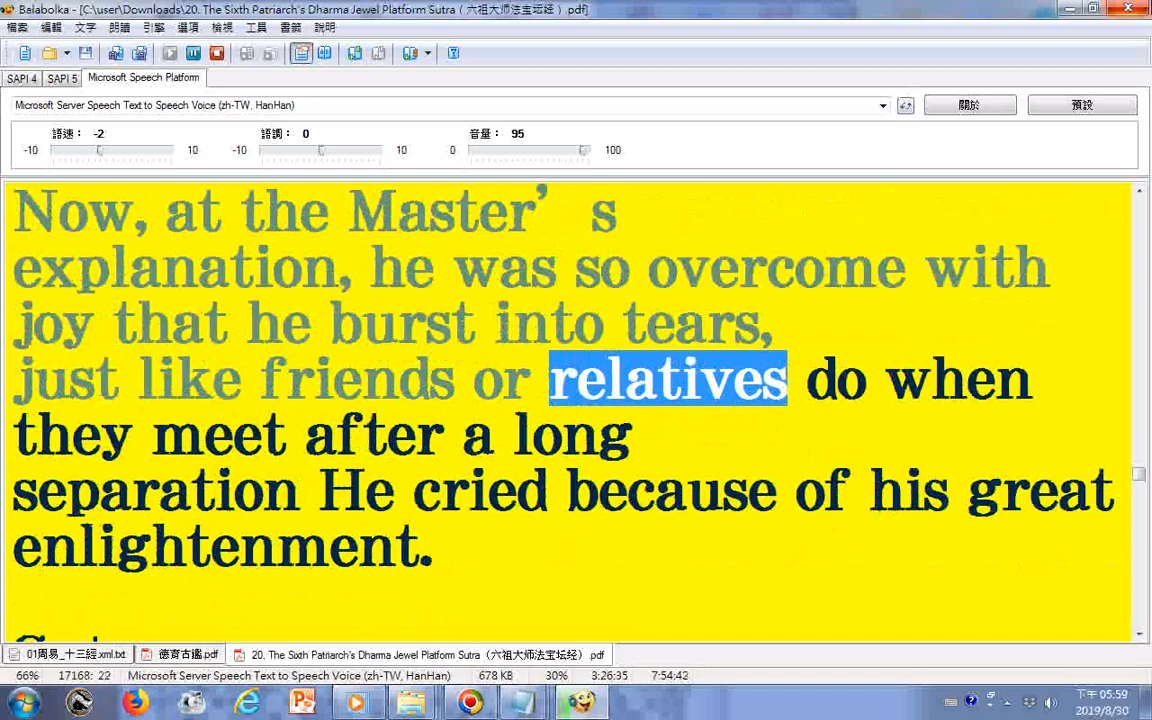 Balabolka - [C:\user\Downloads\20. The Sixth Patriarch's Dharma Jewel Platform Sutra（六祖大师法宝坛经）.pdf]
檔案 編輯 文字 朗讀 引擎 選項 檢視 工具 書籤 說明
SAPI 4 SAPI 5 Microsoft Speech Platform
Microsoft Server Speech Text to Speech Voice (zh-TW, HanHan) 關於 預設
語速： -2 語調： 0 音量： 95
-10 10 -10 10 0 100
Now, at the Master’ s
explanation, he was so overcome with
joy that he burst into tears,
just like friends or relatives do when
they meet after a long
separation He cried because of his great
enlightenment.
01周易_十三經.xml.txt 德育古鑑.pdf 20. The Sixth Patriarch's Dharma Jewel Platform Sutra（六祖大师法宝坛经）.pdf
66% 17168: 22 Microsoft Server Speech Text to Speech Voice (zh-TW, HanHan) 678 KB 30% 3:26:35 7:54:42
下午 05:59
2019/8/30